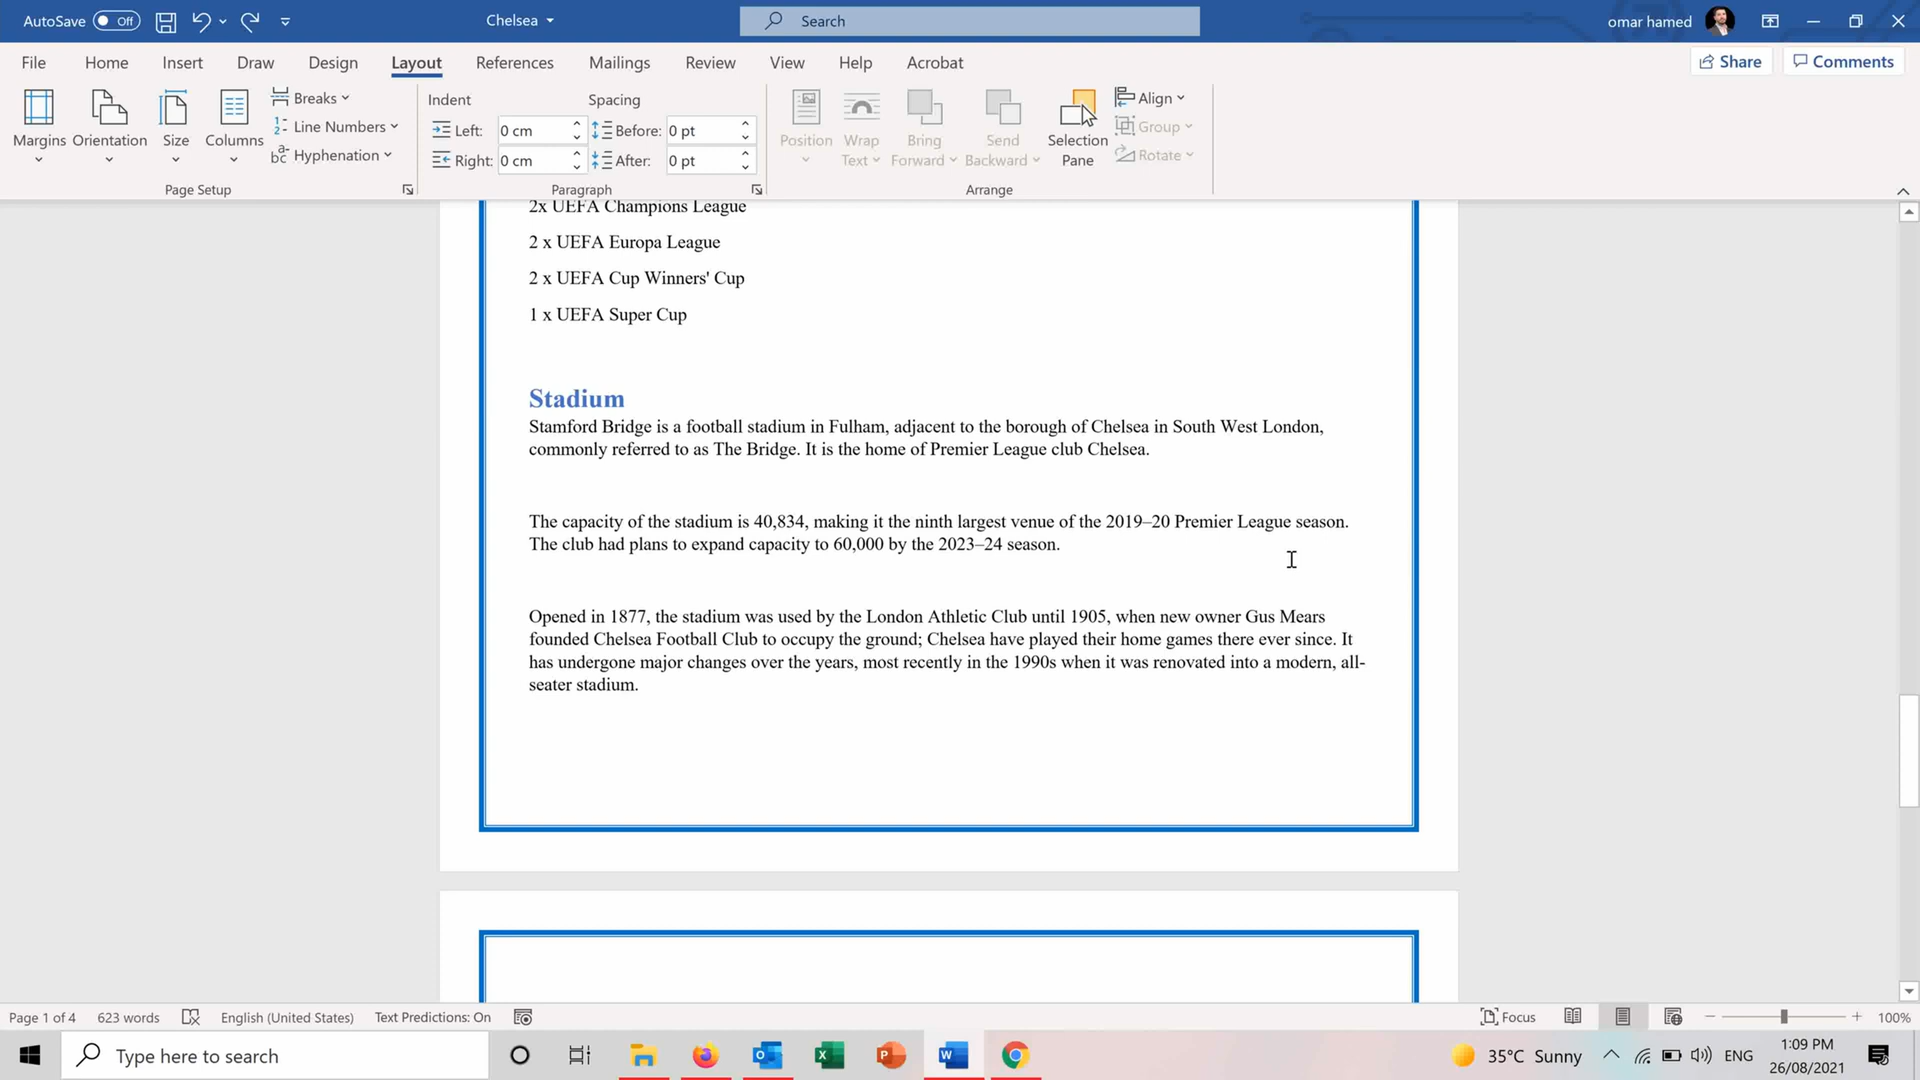 AutoSave Off
Chelsea
Search
omar hamed
File Home Insert Draw Design Layout References Mailings Review View Help Acrobat
Share Comments
Margins
Orientation
Size
Columns
Breaks
Line Numbers
Hyphenation
Page Setup
Indent
Left: 0 cm
Right: 0 cm
Spacing
Before: 0 pt
After: 0 pt
Paragraph
Position
Wrap
Text
Bring
Forward
Send
Backward
Selection
Pane
Align
Group
Rotate
Arrange
2x UEFA Champions League
2 x UEFA Europa League
2 x UEFA Cup Winners' Cup
1 x UEFA Super Cup
Stadium
Stamford Bridge is a football stadium in Fulham, adjacent to the borough of Chelsea in South West London,
commonly referred to as The Bridge. It is the home of Premier League club Chelsea.
The capacity of the stadium is 40,834, making it the ninth largest venue of the 2019–20 Premier League season.
The club had plans to expand capacity to 60,000 by the 2023–24 season.
Opened in 1877, the stadium was used by the London Athletic Club until 1905, when new owner Gus Mears
founded Chelsea Football Club to occupy the ground; Chelsea have played their home games there ever since. It
has undergone major changes over the years, most recently in the 1990s when it was renovated into a modern, all-
seater stadium.
Page 1 of 4 623 words English (United States) Text Predictions: On
Focus
100%
Type here to search
35°C Sunny
ENG
1:09 PM
26/08/2021